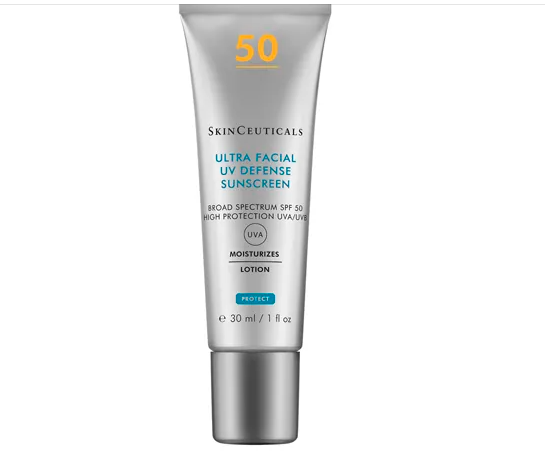 50
SKINCEUTICALS
ULTRA FACIAL
UV DEFENSE
SUNSCREEN
BROAD SPECTRUM SPF 50
HIGH PROTECTION UVA/UVB
UVA
MOISTURIZES
LOTION
PROTECT
℮ 30 ml / 1 fl oz